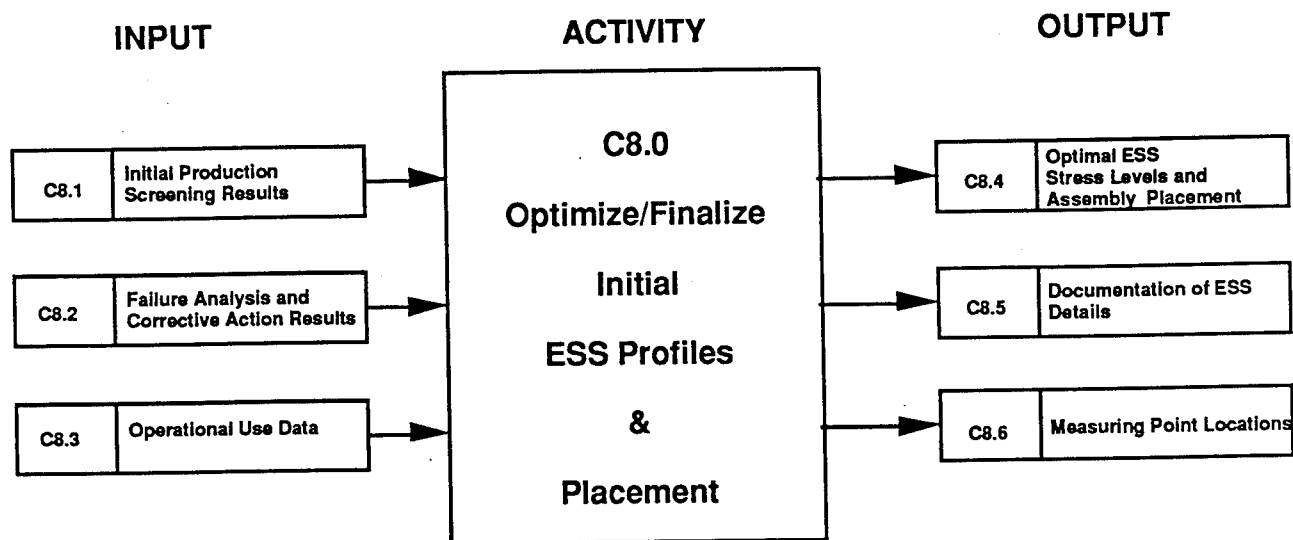 INPUT
ACTIVITY
OUTPUT
C8.1
Initial Production
Screening Results
C8.2
Failure Analysis and
Corrective Action Results
C8.3
Operational Use Data
C8.0
Optimize/Finalize
Initial
ESS Profiles
&
Placement
C8.4
Optimal ESS
Stress Levels and
Assembly Placement
C8.5
Documentation of ESS
Details
C8.6
Measuring Point Locations